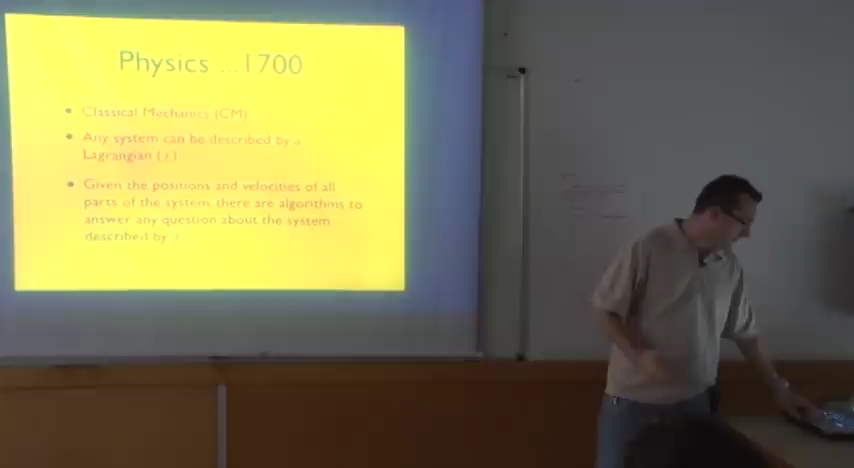 Physics ...1700
• Classical Mechanics (CM)
• Any system can be described by a
Lagrangian (ℒ)
• Given the positions and velocities of all
parts of the system, there are algorithms to
answer any question about the system
described by ℒ